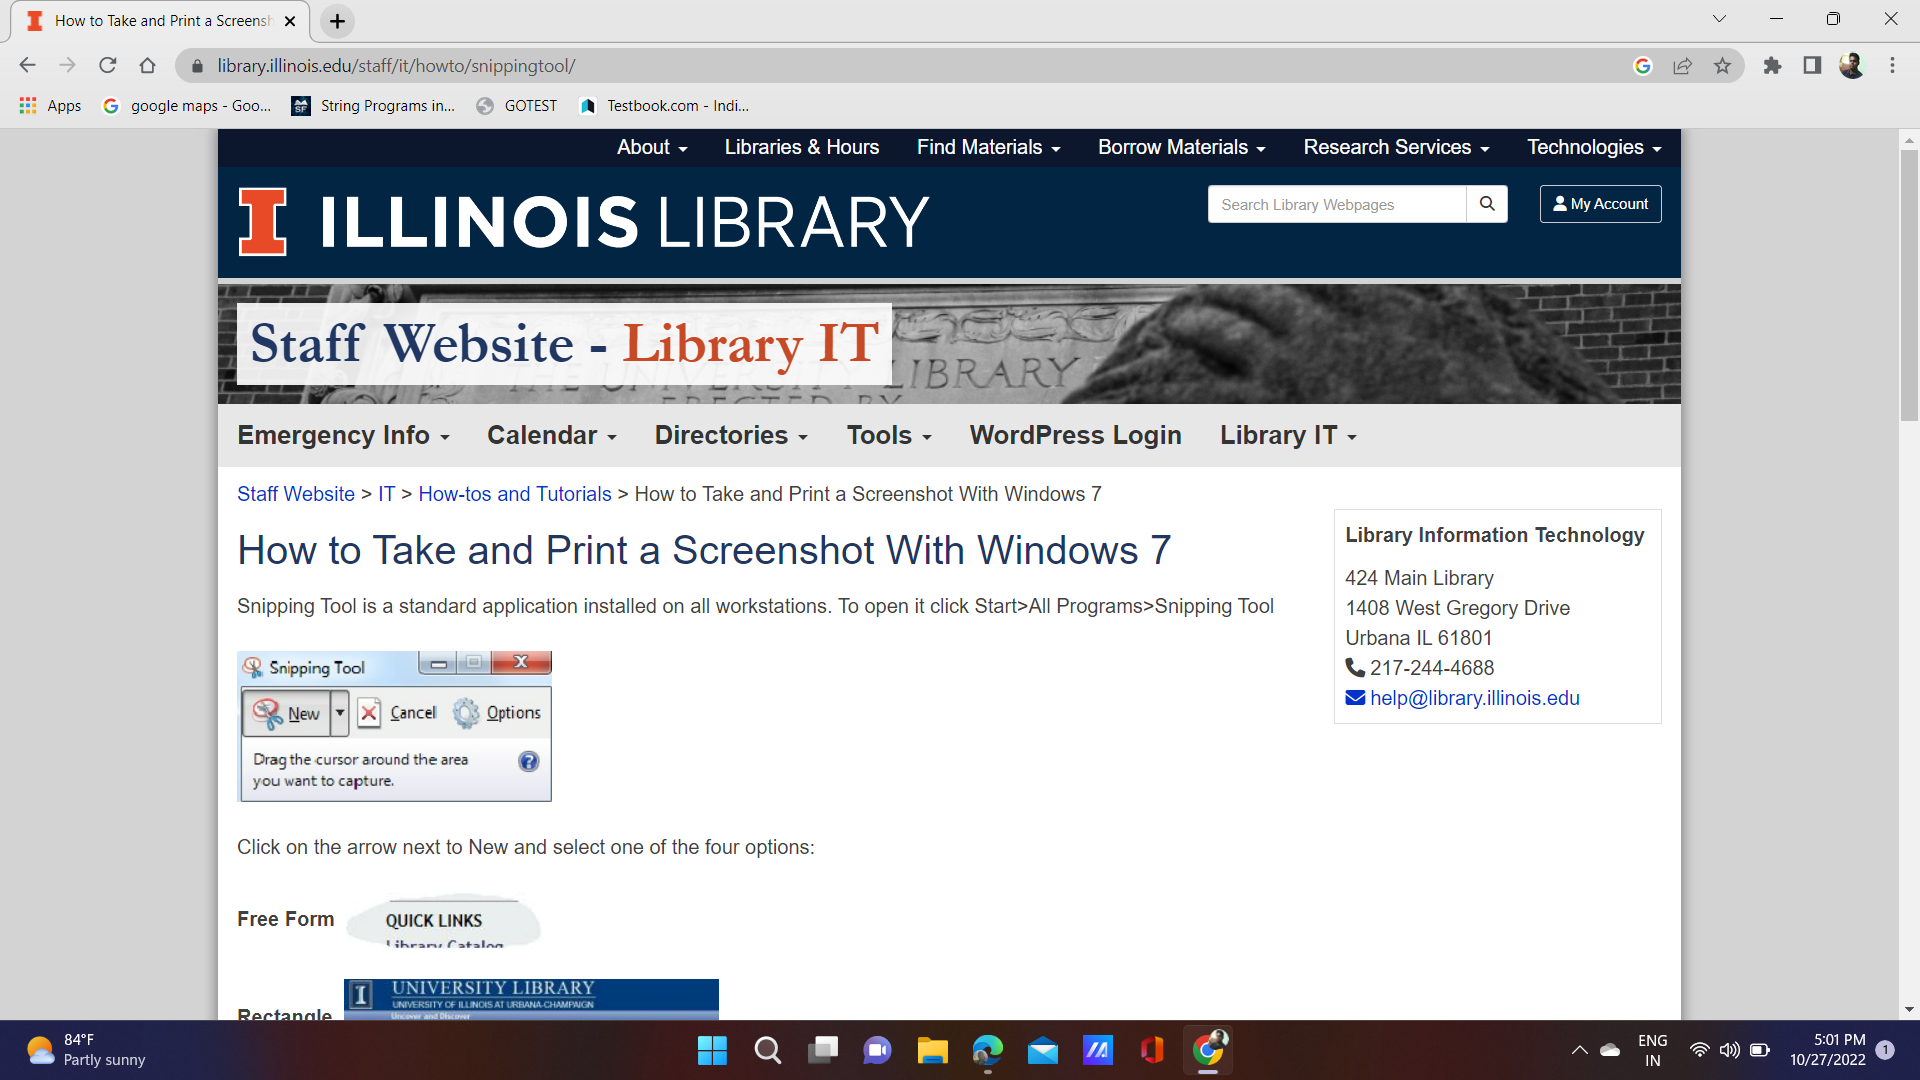 How to Take and Print a Screensh
library.illinois.edu/staff/it/howto/snippingtool/
Apps
google maps - Goo...
String Programs in...
GOTEST
Testbook.com - Indi...
About
Libraries & Hours
Find Materials
Borrow Materials
Research Services
Technologies
I ILLINOIS LIBRARY
Search Library Webpages
My Account
Staff Website - Library IT
THE UNIVERSITY LIBRARY
ERECTED BY
Emergency Info
Calendar
Directories
Tools
WordPress Login
Library IT
Staff Website > IT > How-tos and Tutorials > How to Take and Print a Screenshot With Windows 7
How to Take and Print a Screenshot With Windows 7
Snipping Tool is a standard application installed on all workstations. To open it click Start>All Programs>Snipping Tool
Snipping Tool
New
Cancel
Options
Drag the cursor around the area
you want to capture.
Click on the arrow next to New and select one of the four options:
Free Form
QUICK LINKS
Library Catalog
Rectangle
I
UNIVERSITY LIBRARY
UNIVERSITY OF ILLINOIS AT URBANA-CHAMPAIGN
Uncover and Discover
Library Information Technology
424 Main Library
1408 West Gregory Drive
Urbana IL 61801
217-244-4688
help@library.illinois.edu
84°F
Partly sunny
ENG
IN
5:01 PM
10/27/2022
1